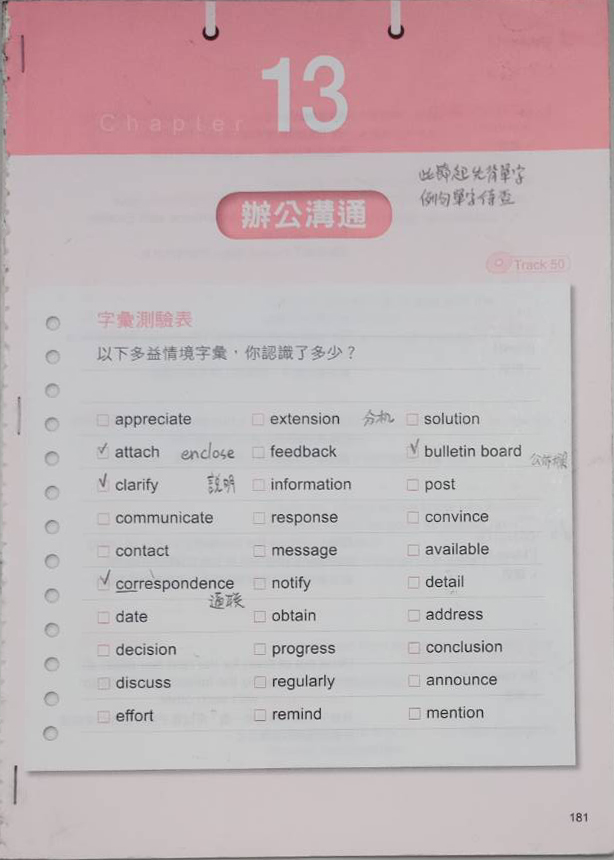 Chapter 13
此節起先背單字
例句單字待查
辦公溝通
Track 50
字彙測驗表
以下多益情境字彙，你認識了多少？
appreciate extension 分机 solution
attach enclose feedback bulletin board 公佈欄
clarify 說明 information post
communicate response convince
contact message available
correspondence 通联 notify detail
date obtain address
decision progress conclusion
discuss regularly announce
effort remind mention
181